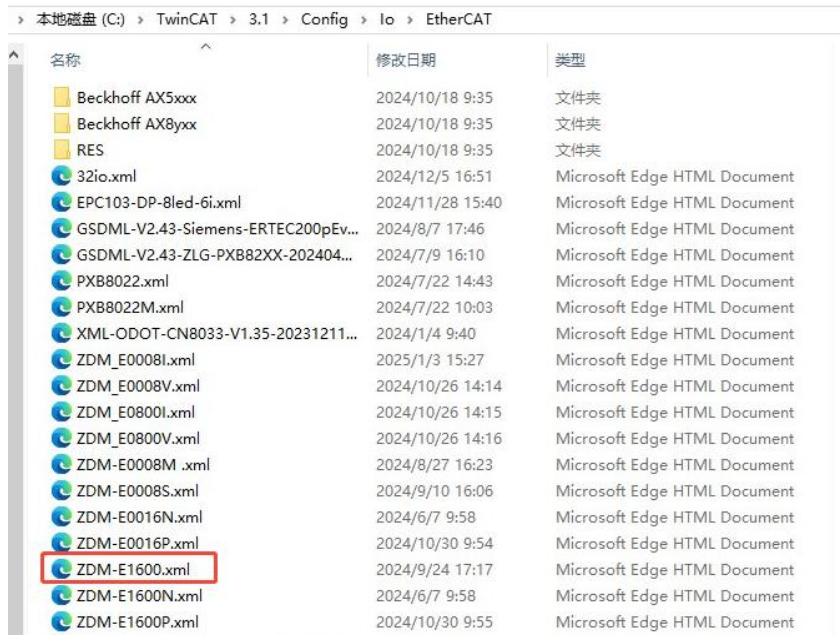 › 本地磁盘 (C:) › TwinCAT › 3.1 › Config › Io › EtherCAT
名称 修改日期 类型
Beckhoff AX5xxx 2024/10/18 9:35 文件夹
Beckhoff AX8yxx 2024/10/18 9:35 文件夹
RES 2024/10/18 9:35 文件夹
32io.xml 2024/12/5 16:51 Microsoft Edge HTML Document
EPC103-DP-8led-6i.xml 2024/11/28 15:40 Microsoft Edge HTML Document
GSDML-V2.43-Siemens-ERTEC200pEv... 2024/8/7 17:46 Microsoft Edge HTML Document
GSDML-V2.43-ZLG-PXB82XX-202404... 2024/7/9 16:10 Microsoft Edge HTML Document
PXB8022.xml 2024/7/22 14:43 Microsoft Edge HTML Document
PXB8022M.xml 2024/7/22 10:03 Microsoft Edge HTML Document
XML-ODOT-CN8033-V1.35-20231211... 2024/1/4 9:40 Microsoft Edge HTML Document
ZDM_E0008I.xml 2025/1/3 15:27 Microsoft Edge HTML Document
ZDM_E0008V.xml 2024/10/26 14:14 Microsoft Edge HTML Document
ZDM_E0800I.xml 2024/10/26 14:15 Microsoft Edge HTML Document
ZDM_E0800V.xml 2024/10/26 14:16 Microsoft Edge HTML Document
ZDM-E0008M .xml 2024/8/27 16:23 Microsoft Edge HTML Document
ZDM-E0008S.xml 2024/9/10 16:06 Microsoft Edge HTML Document
ZDM-E0016N.xml 2024/6/7 9:58 Microsoft Edge HTML Document
ZDM-E0016P.xml 2024/10/30 9:54 Microsoft Edge HTML Document
ZDM-E1600.xml 2024/9/24 17:17 Microsoft Edge HTML Document
ZDM-E1600N.xml 2024/6/7 9:58 Microsoft Edge HTML Document
ZDM-E1600P.xml 2024/10/30 9:55 Microsoft Edge HTML Document